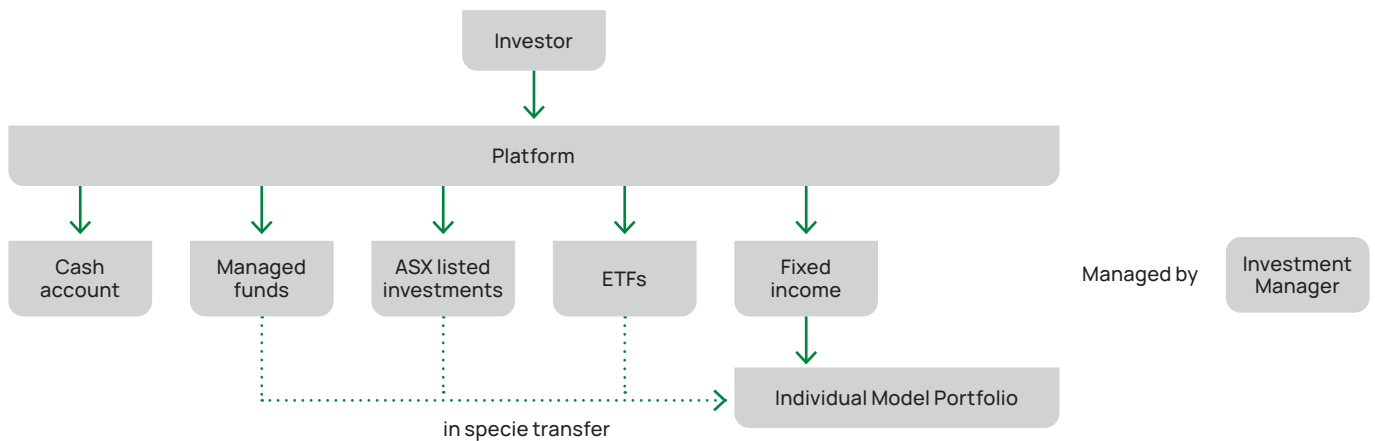 Investor
Platform
Cash
account
Managed
funds
ASX listed
investments
ETFs
Fixed
income
Managed by
Investment
Manager
Individual Model Portfolio
in specie transfer